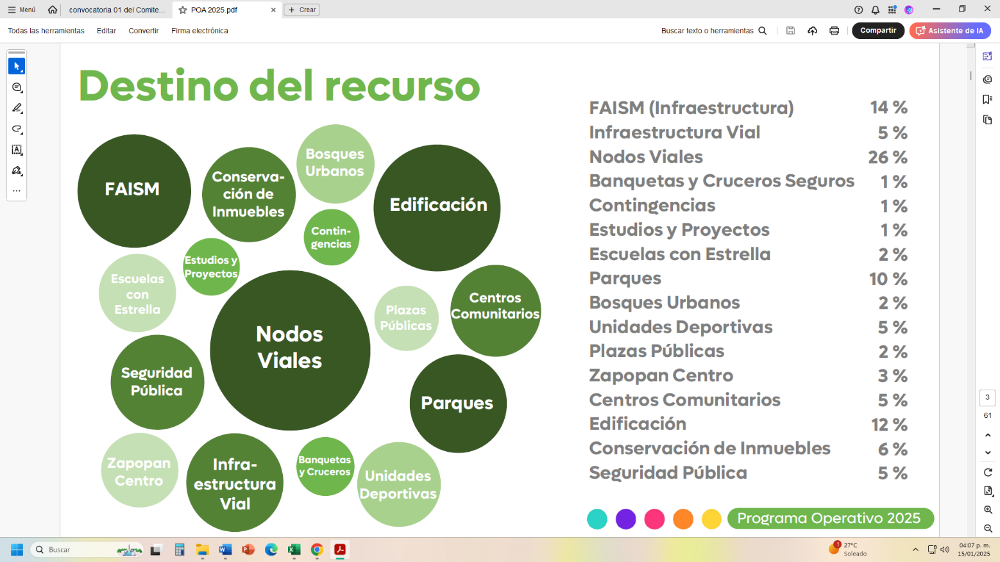 Menú
convocatoria 01 del Comite...
POA 2025.pdf
Crear
Todas las herramientas
Editar
Convertir
Firma electrónica
Buscar texto o herramientas
Compartir
Asistente de IA
Destino del recurso
FAISM
Conserva-
ción de
Inmuebles
Bosques
Urbanos
Edificación
Contin-
gencias
Estudios y
Proyectos
Escuelas
con
Estrella
Nodos
Viales
Plazas
Públicas
Centros
Comunitarios
Seguridad
Pública
Parques
Zapopan
Centro
Infra-
estructura
Vial
Banquetas
y Cruceros
Unidades
Deportivas
FAISM (Infraestructura) 14 %
Infraestructura Vial 5 %
Nodos Viales 26 %
Banquetas y Cruceros Seguros 1 %
Contingencias 1 %
Estudios y Proyectos 1 %
Escuelas con Estrella 2 %
Parques 10 %
Bosques Urbanos 2 %
Unidades Deportivas 5 %
Plazas Públicas 2 %
Zapopan Centro 3 %
Centros Comunitarios 5 %
Edificación 12 %
Conservación de Inmuebles 6 %
Seguridad Pública 5 %
Programa Operativo 2025
3
61
Buscar
1
27°C
Soleado
04:07 p. m.
15/01/2025